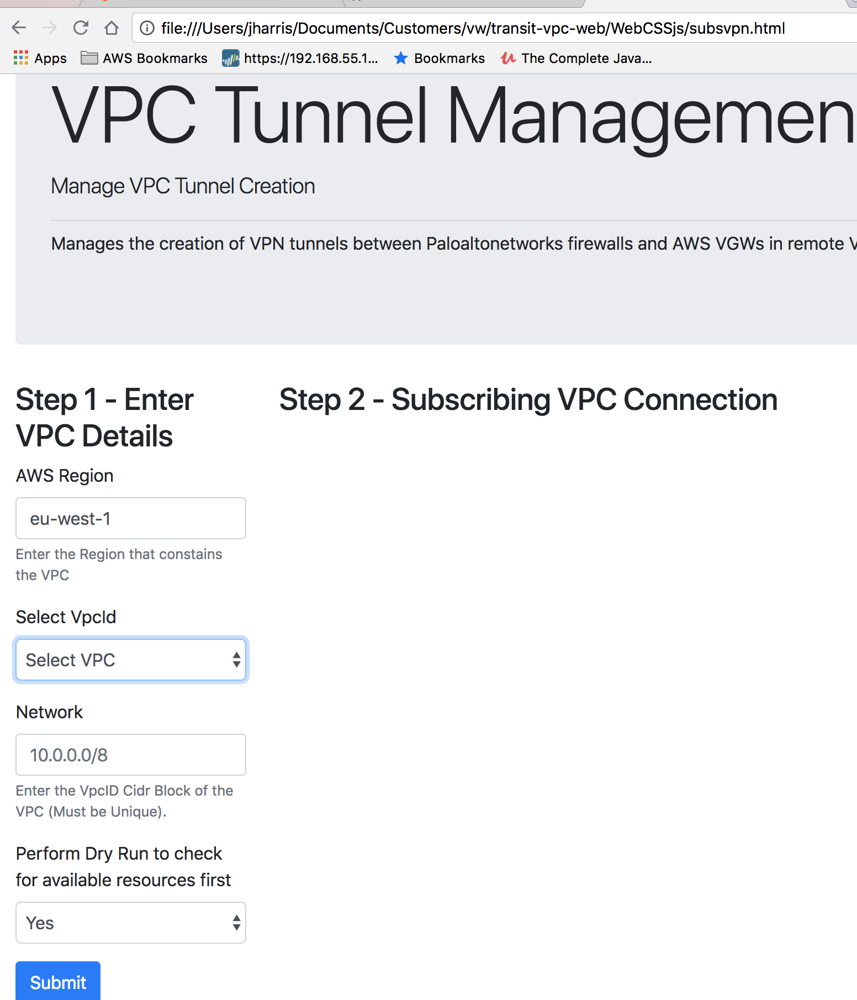 file:///Users/jharris/Documents/Customers/vw/transit-vpc-web/WebCSSjs/subsvpn.html
Apps AWS Bookmarks https://192.168.55.1... Bookmarks The Complete Java...
VPC Tunnel Managemen
Manage VPC Tunnel Creation
Manages the creation of VPN tunnels between Paloaltonetworks firewalls and AWS VGWs in remote V
Step 1 - Enter
VPC Details
AWS Region
eu-west-1
Enter the Region that constains
the VPC
Select VpcId
Select VPC
Network
10.0.0.0/8
Enter the VpcID Cidr Block of the
VPC (Must be Unique).
Perform Dry Run to check
for available resources first
Yes
Submit
Step 2 - Subscribing VPC Connection